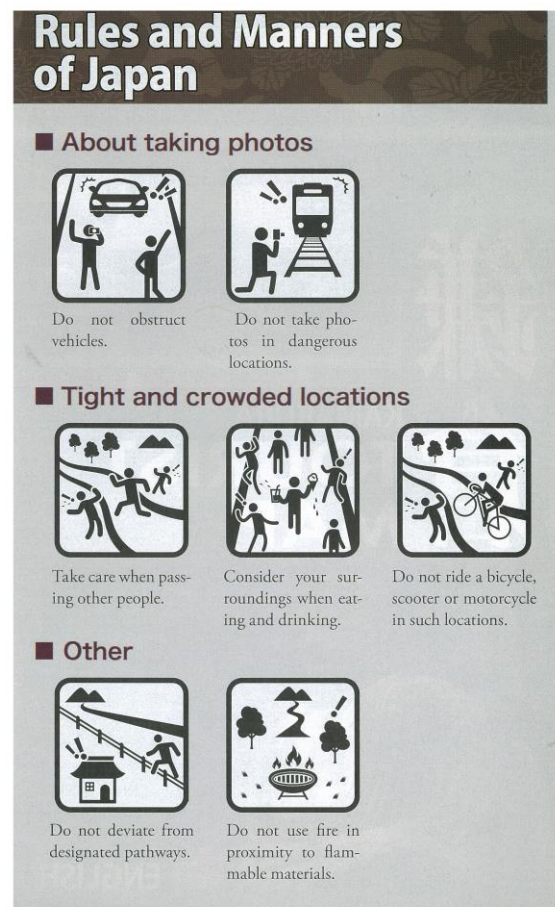 Rules and Manners
of Japan
■ About taking photos
Do not obstruct
vehicles.
Do not take pho-
tos in dangerous
locations.
■ Tight and crowded locations
Take care when pass-
ing other people.
Consider your sur-
roundings when eat-
ing and drinking.
Do not ride a bicycle,
scooter or motorcycle
in such locations.
■ Other
Do not deviate from
designated pathways.
Do not use fire in
proximity to flam-
mable materials.